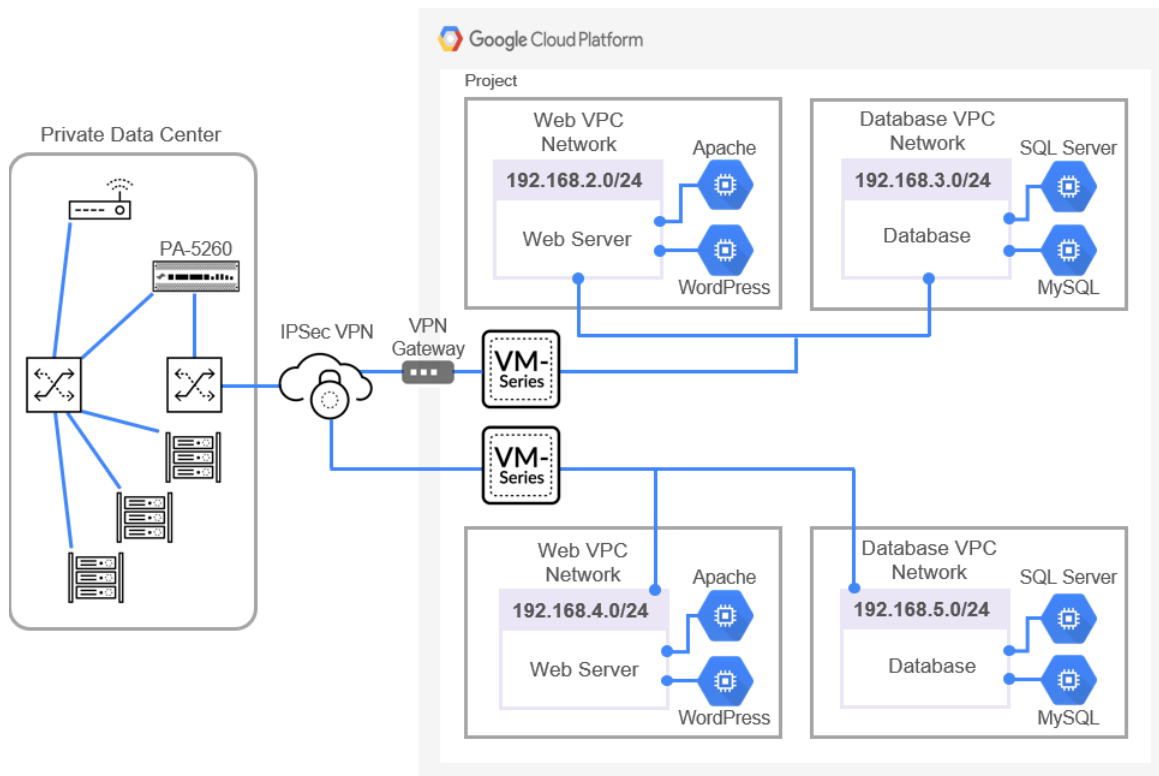 Google Cloud Platform
Project
Private Data Center
PA-5260
IPSec VPN
VPN
Gateway
VM-
Series
VM-
Series
Web VPC
Network
192.168.2.0/24
Web Server
Apache
WordPress
Database VPC
Network
192.168.3.0/24
Database
SQL Server
MySQL
Web VPC
Network
192.168.4.0/24
Web Server
Apache
WordPress
Database VPC
Network
192.168.5.0/24
Database
SQL Server
MySQL